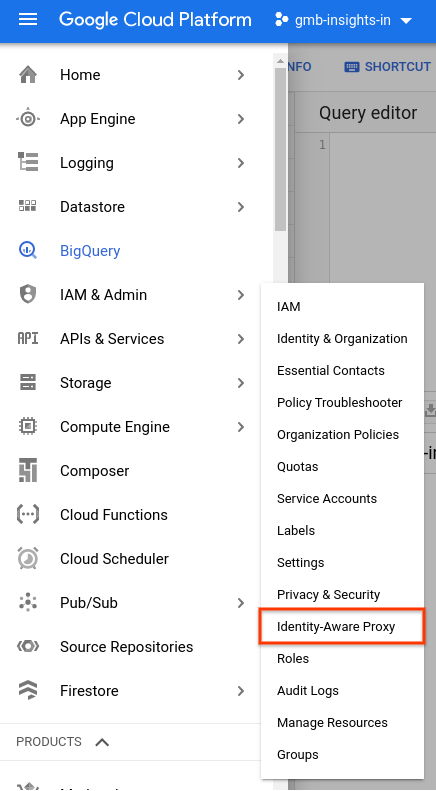 Google Cloud Platform
gmb-insights-in
Home
App Engine
Logging
Datastore
BigQuery
IAM & Admin
APIs & Services
Storage
Compute Engine
Composer
Cloud Functions
Cloud Scheduler
Pub/Sub
Source Repositories
Firestore
PRODUCTS
NFO
SHORTCUT
Query editor
1
IAM
Identity & Organization
Essential Contacts
Policy Troubleshooter
Organization Policies
Quotas
Service Accounts
Labels
Settings
Privacy & Security
Identity-Aware Proxy
Roles
Audit Logs
Manage Resources
Groups
API